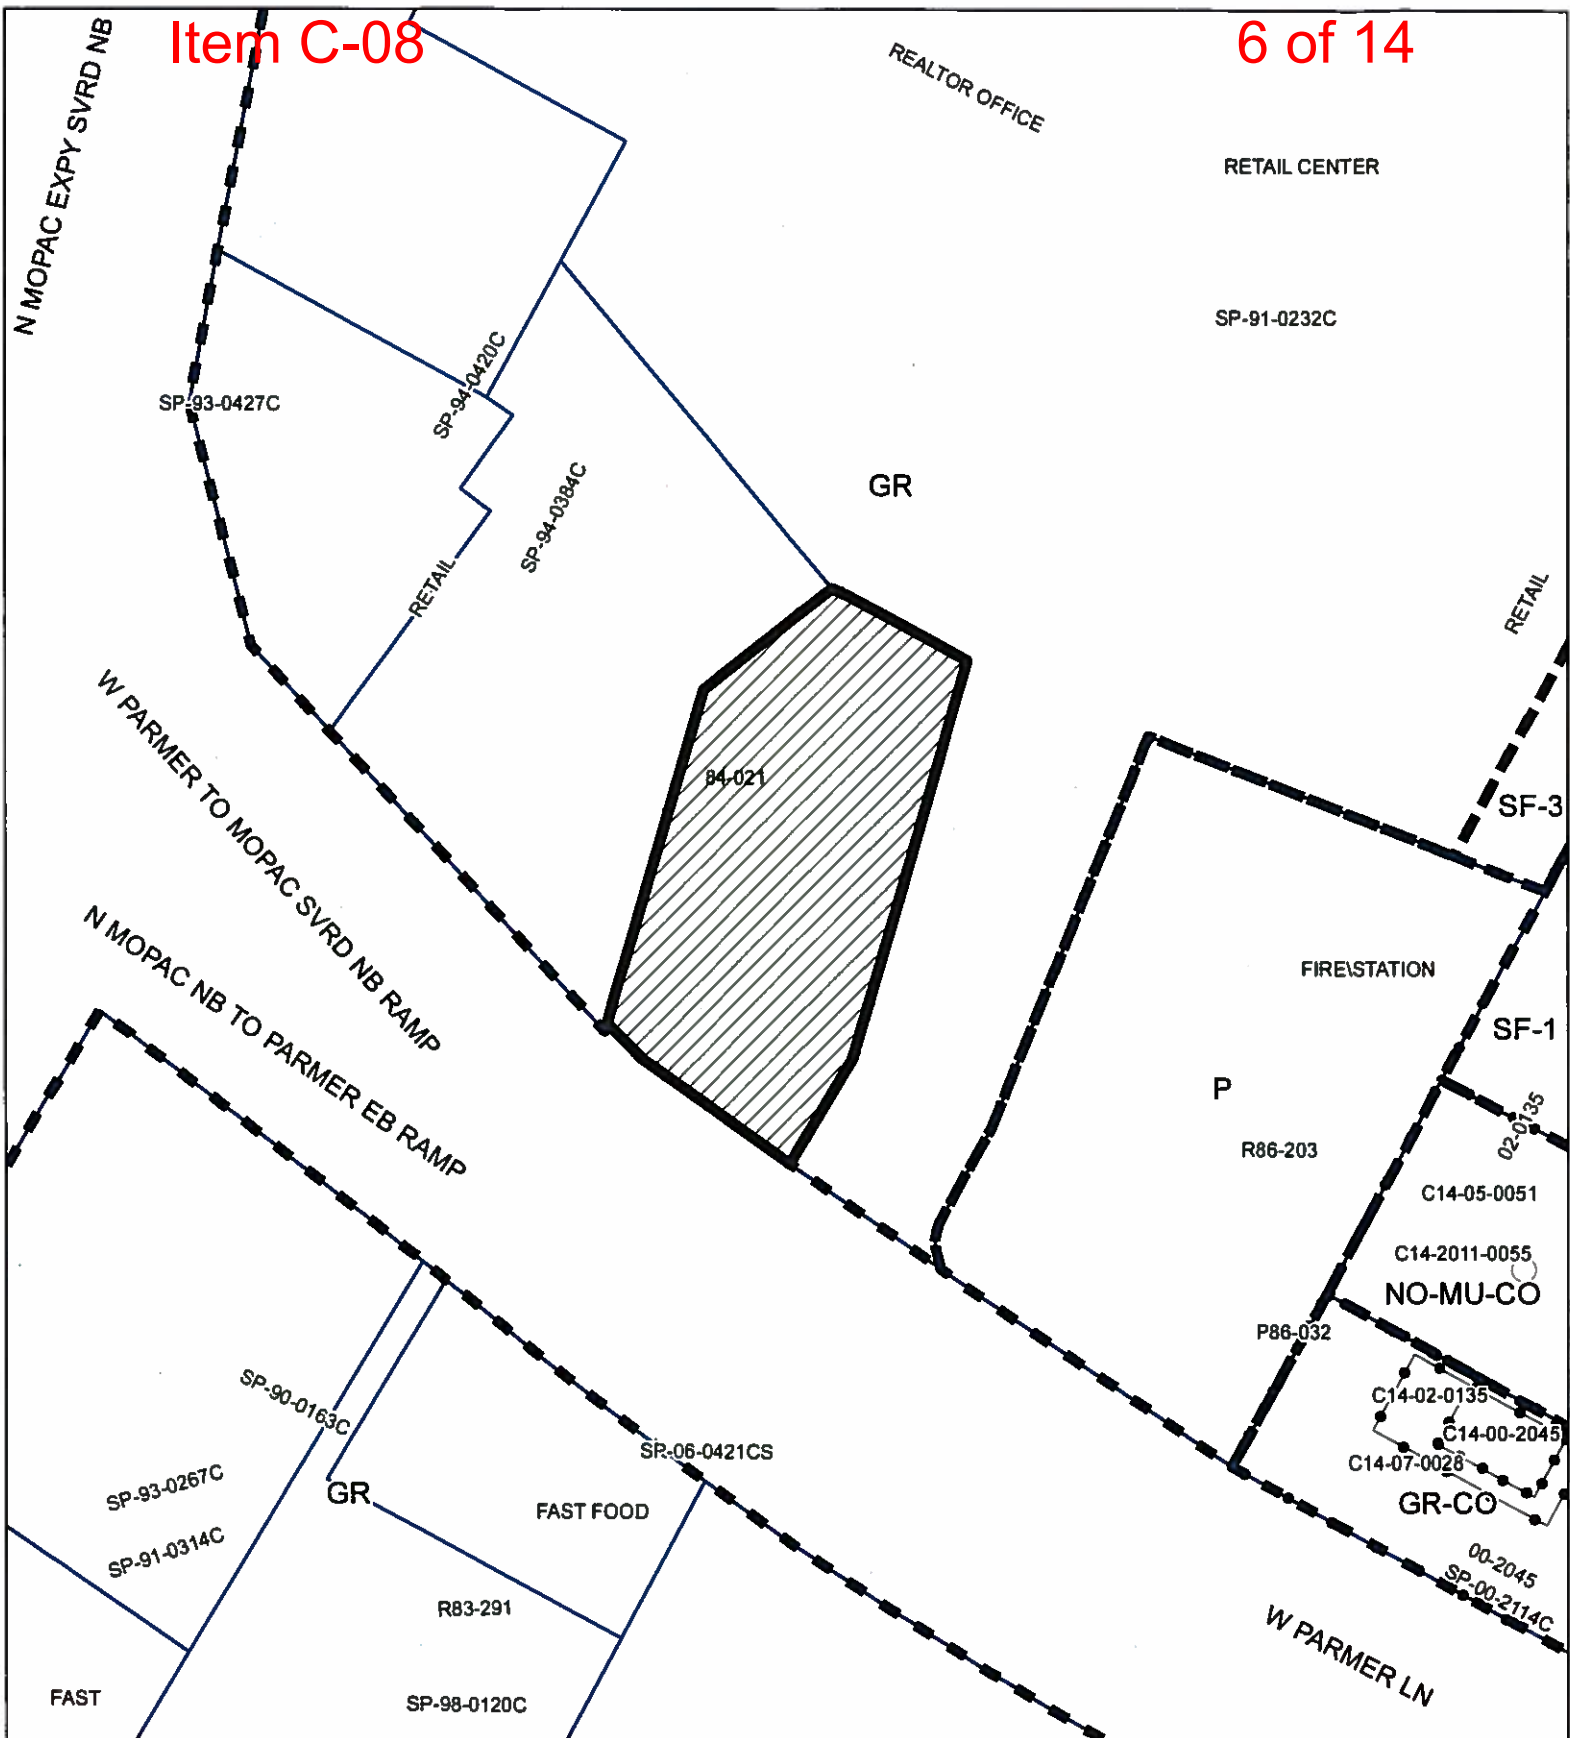 Item C-08
6 of 14
N MOPAC EXPY SVRD NB
REALTOR OFFICE
RETAIL CENTER
SP-91-0232C
SP-93-0427C
SP-94-0420C
SP-94-0384C
GR
RETAIL
RETAIL
W PARMER TO MOPAC SVRD NB RAMP
84-021
SF-3
N MOPAC NB TO PARMER EB RAMP
FIRE\STATION
SF-1
P
02-0135
R86-203
C14-05-0051
C14-2011-0055
NO-MU-CO
P86-032
SP-90-0163C
C14-02-0135
C14-00-2045
SP-06-0421CS
C14-07-0028
SP-93-0267C
GR
FAST FOOD
GR-CO
SP-91-0314C
00-2045
SP-00-2114C
R83-291
W PARMER LN
FAST
SP-98-0120C